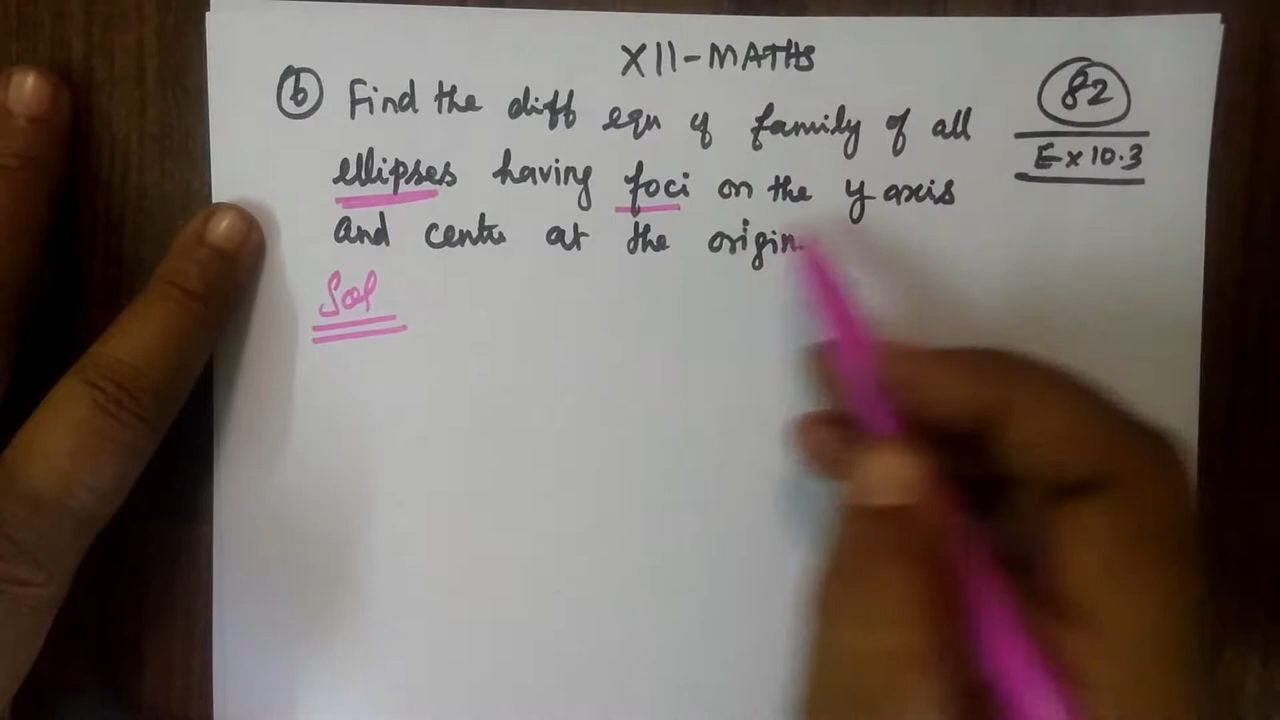 XII-MATHS
82
Ex 10.3
6 Find the diff eqn of family of all
ellipses having foci on the y axis
and centre at the origin
Sol